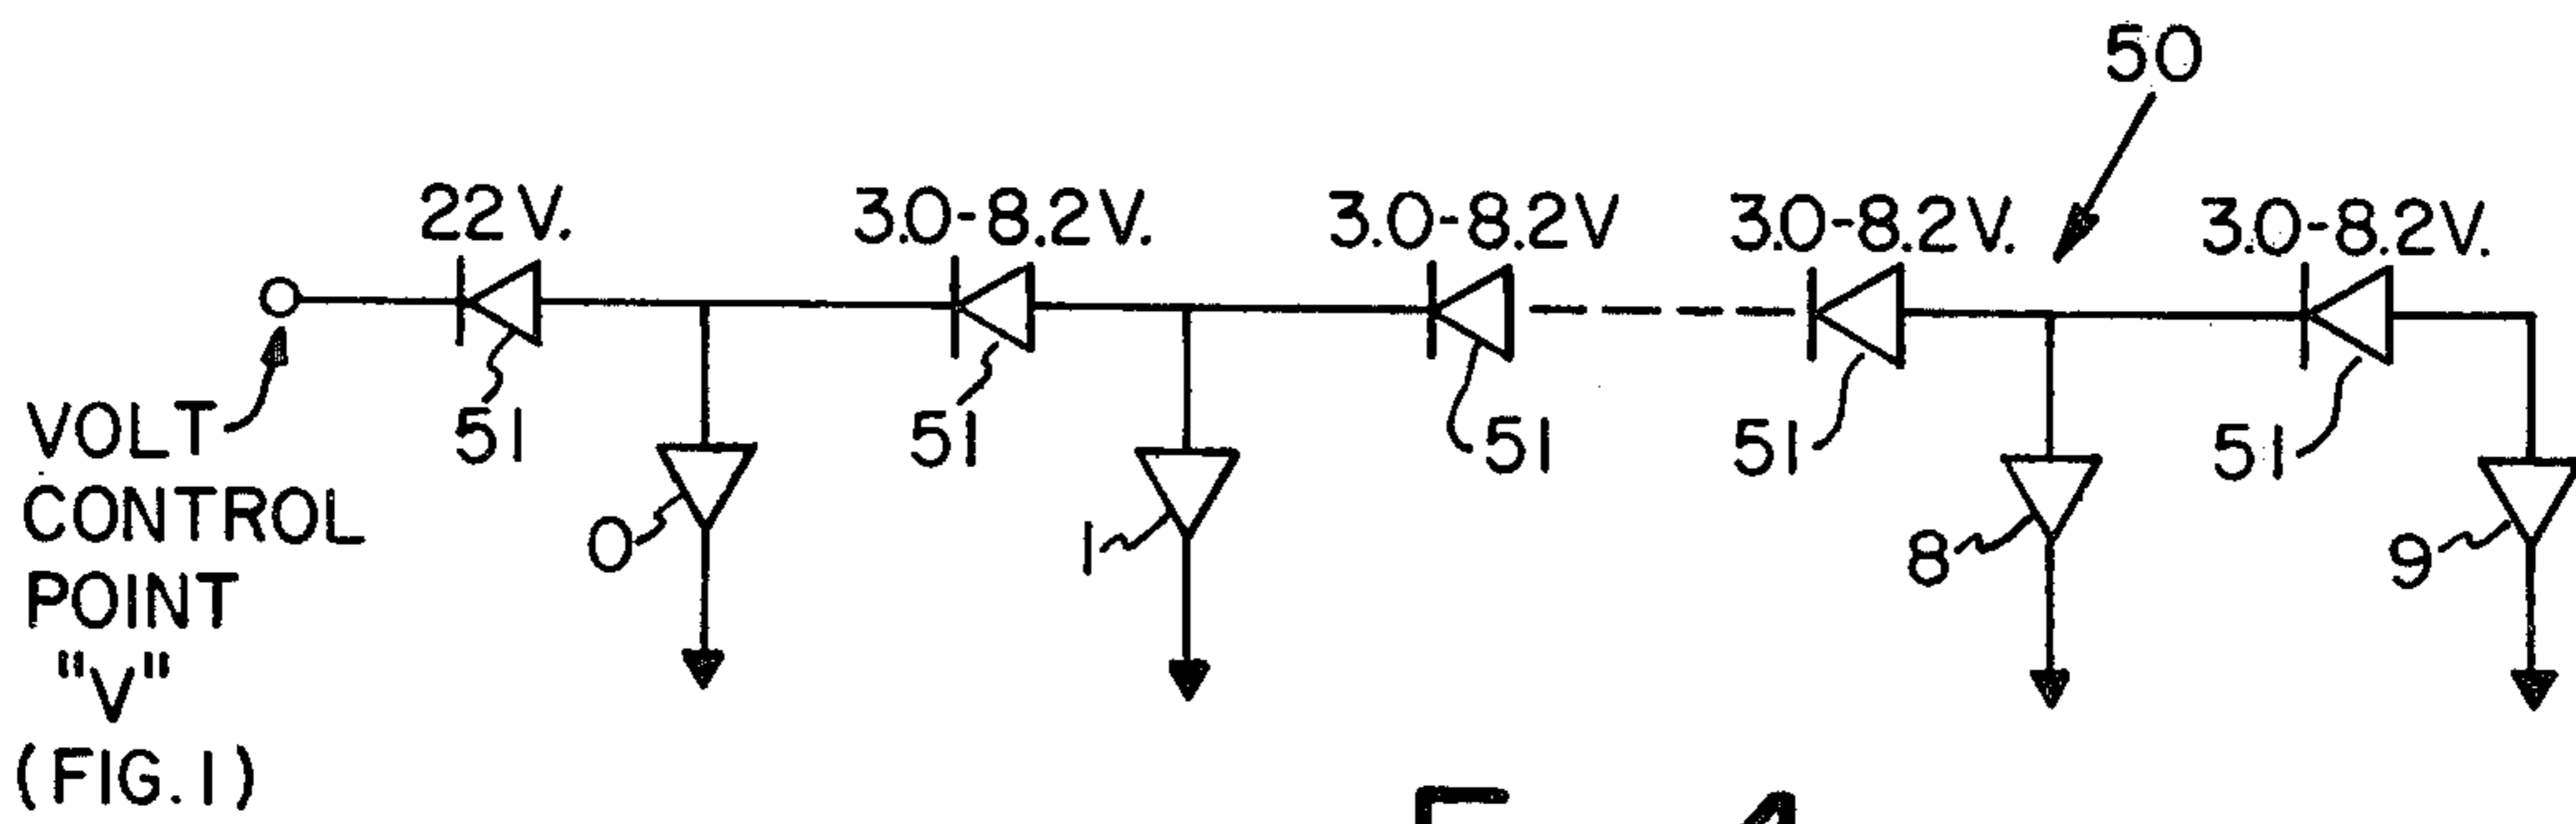 50
22V. 3.0-8.2V. 3.0-8.2V 3.0-8.2V. 3.0-8.2V.
51 51 51 51 51
VOLT
CONTROL
POINT
"V"
(FIG. 1)
0 1 8 9